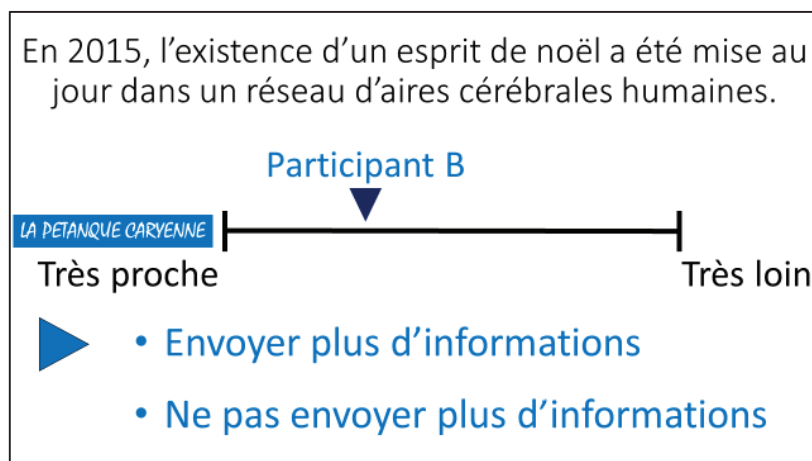 En 2015, l’existence d’un esprit de noël a été mise au
jour dans un réseau d’aires cérébrales humaines.
Participant B
LA PETANQUE CARYENNE
Très proche
Très loin
• Envoyer plus d’informations
• Ne pas envoyer plus d’informations